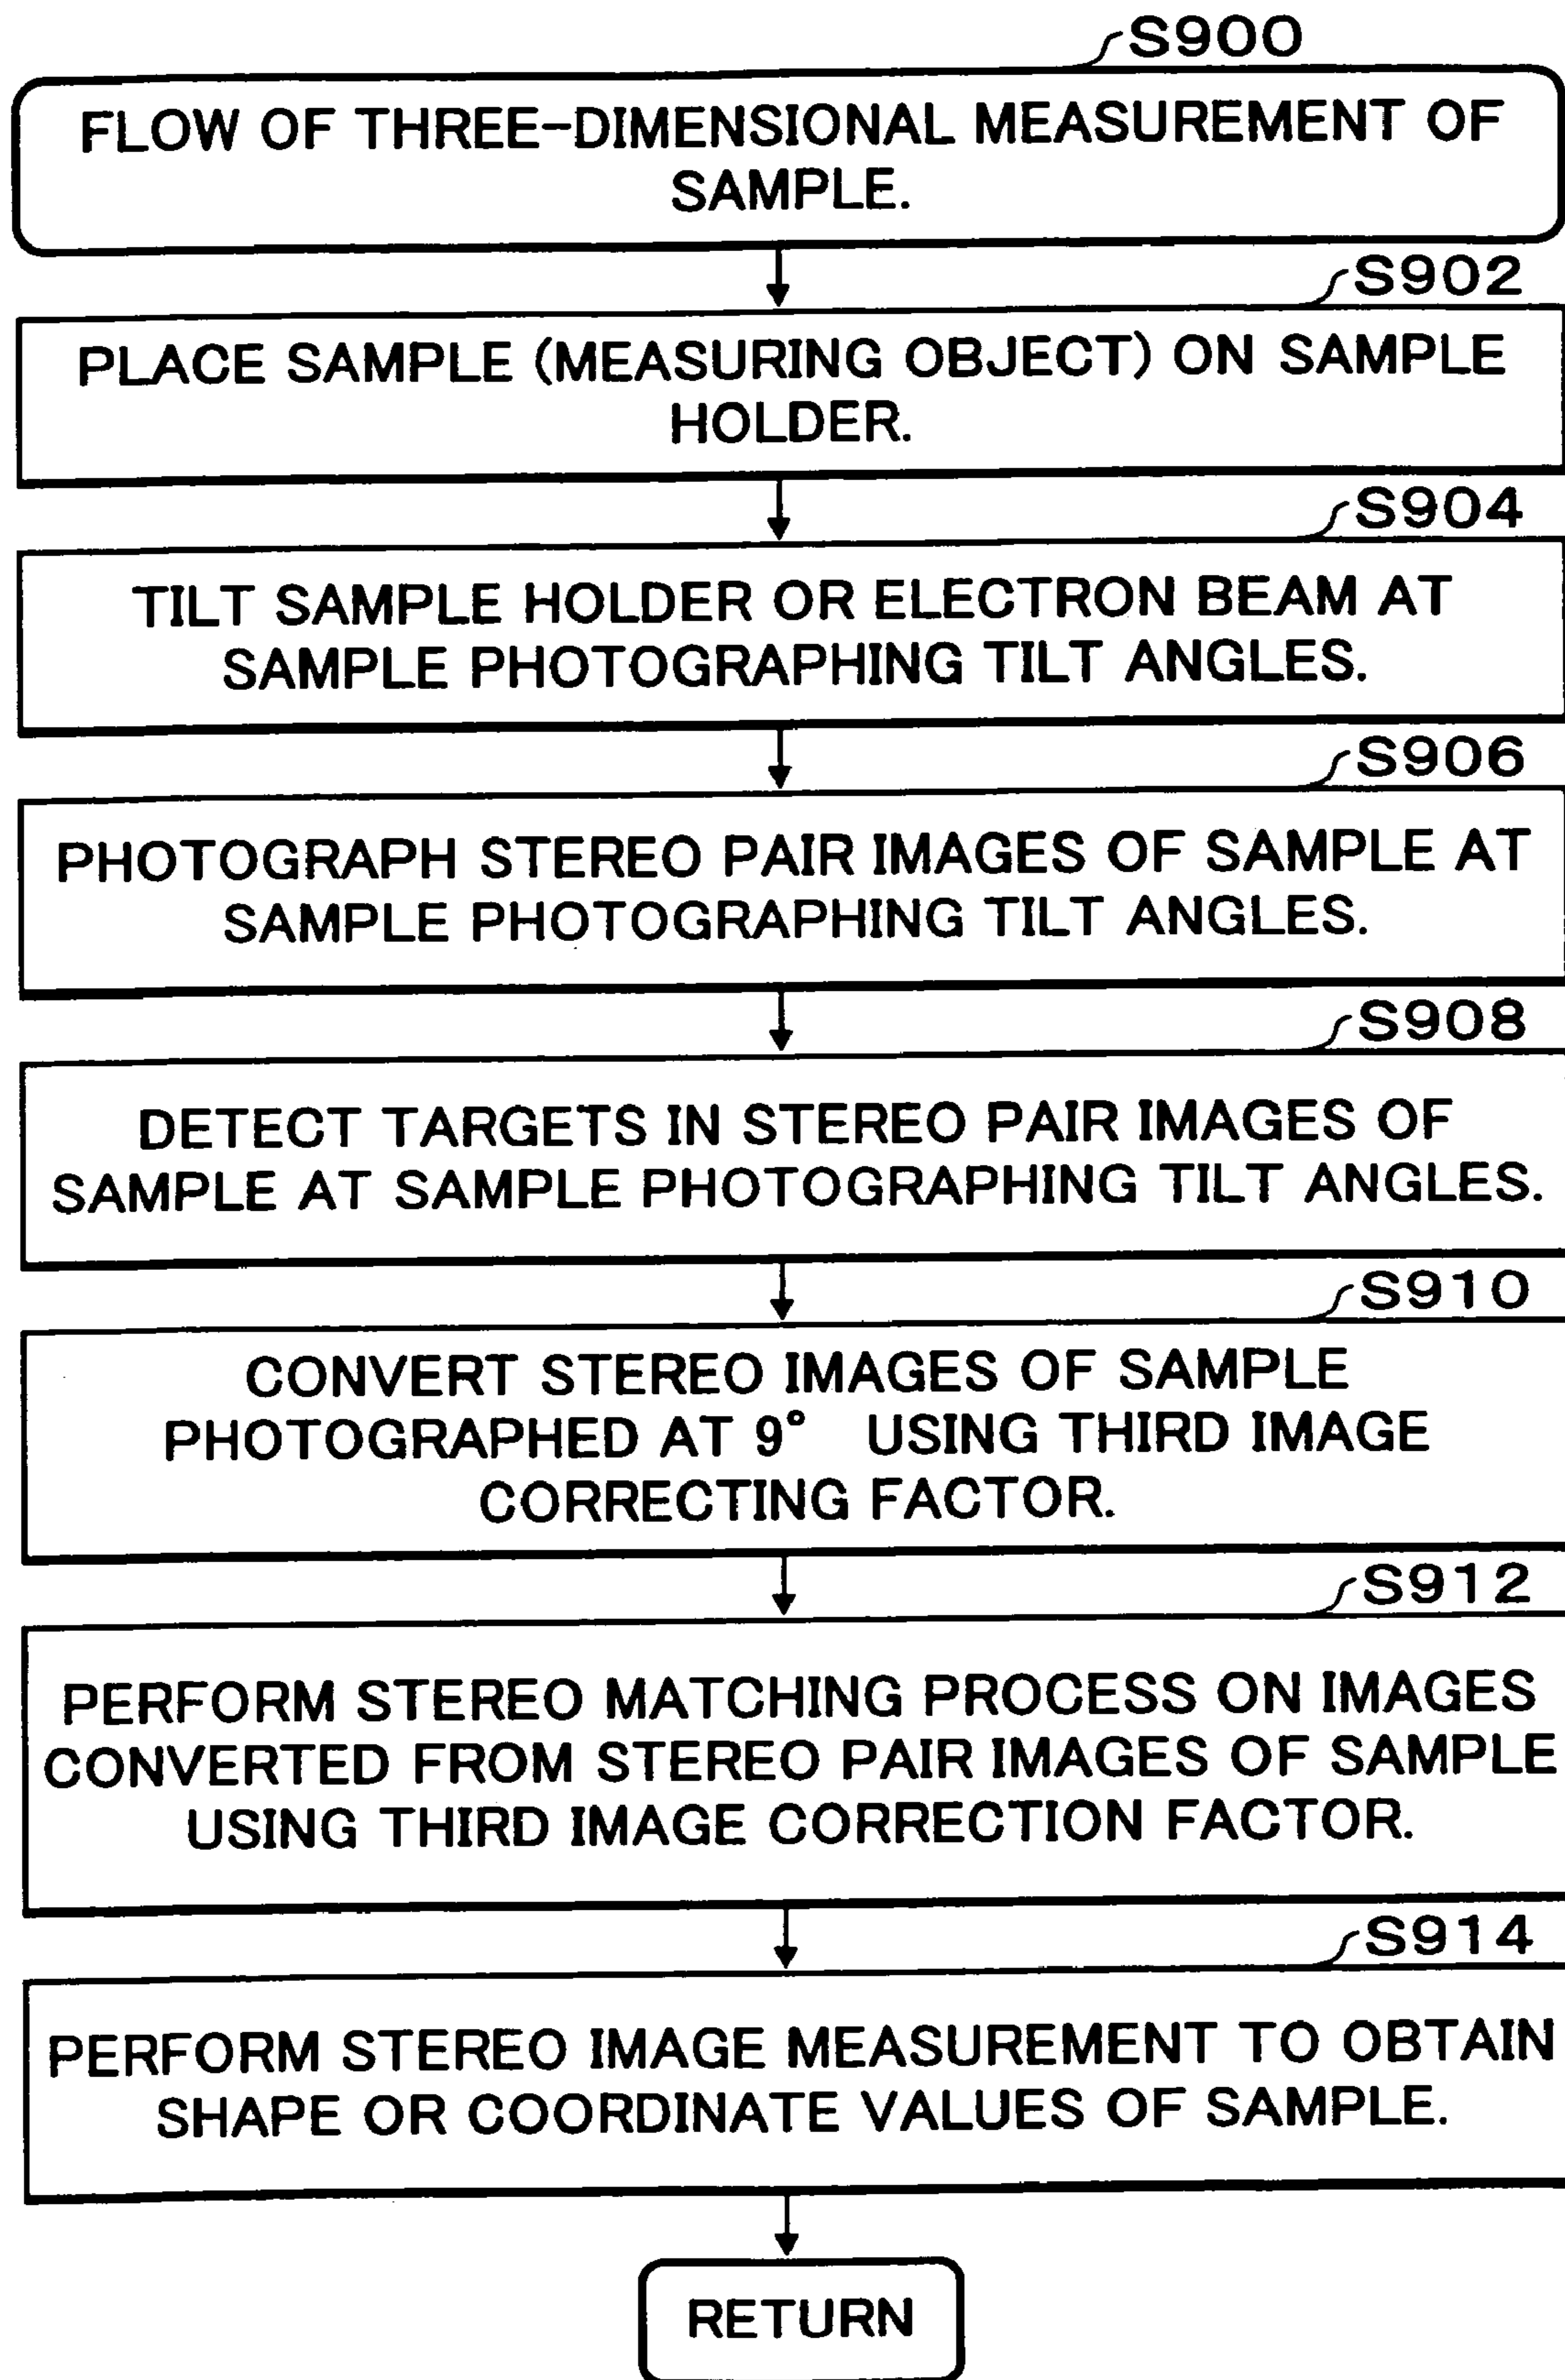 S900
FLOW OF THREE-DIMENSIONAL MEASUREMENT OF
SAMPLE.
S902
PLACE SAMPLE (MEASURING OBJECT) ON SAMPLE
HOLDER.
S904
TILT SAMPLE HOLDER OR ELECTRON BEAM AT
SAMPLE PHOTOGRAPHING TILT ANGLES.
S906
PHOTOGRAPH STEREO PAIR IMAGES OF SAMPLE AT
SAMPLE PHOTOGRAPHING TILT ANGLES.
S908
DETECT TARGETS IN STEREO PAIR IMAGES OF
SAMPLE AT SAMPLE PHOTOGRAPHING TILT ANGLES.
S910
CONVERT STEREO IMAGES OF SAMPLE
PHOTOGRAPHED AT 9° USING THIRD IMAGE
CORRECTING FACTOR.
S912
PERFORM STEREO MATCHING PROCESS ON IMAGES
CONVERTED FROM STEREO PAIR IMAGES OF SAMPLE
USING THIRD IMAGE CORRECTION FACTOR.
S914
PERFORM STEREO IMAGE MEASUREMENT TO OBTAIN
SHAPE OR COORDINATE VALUES OF SAMPLE.
RETURN